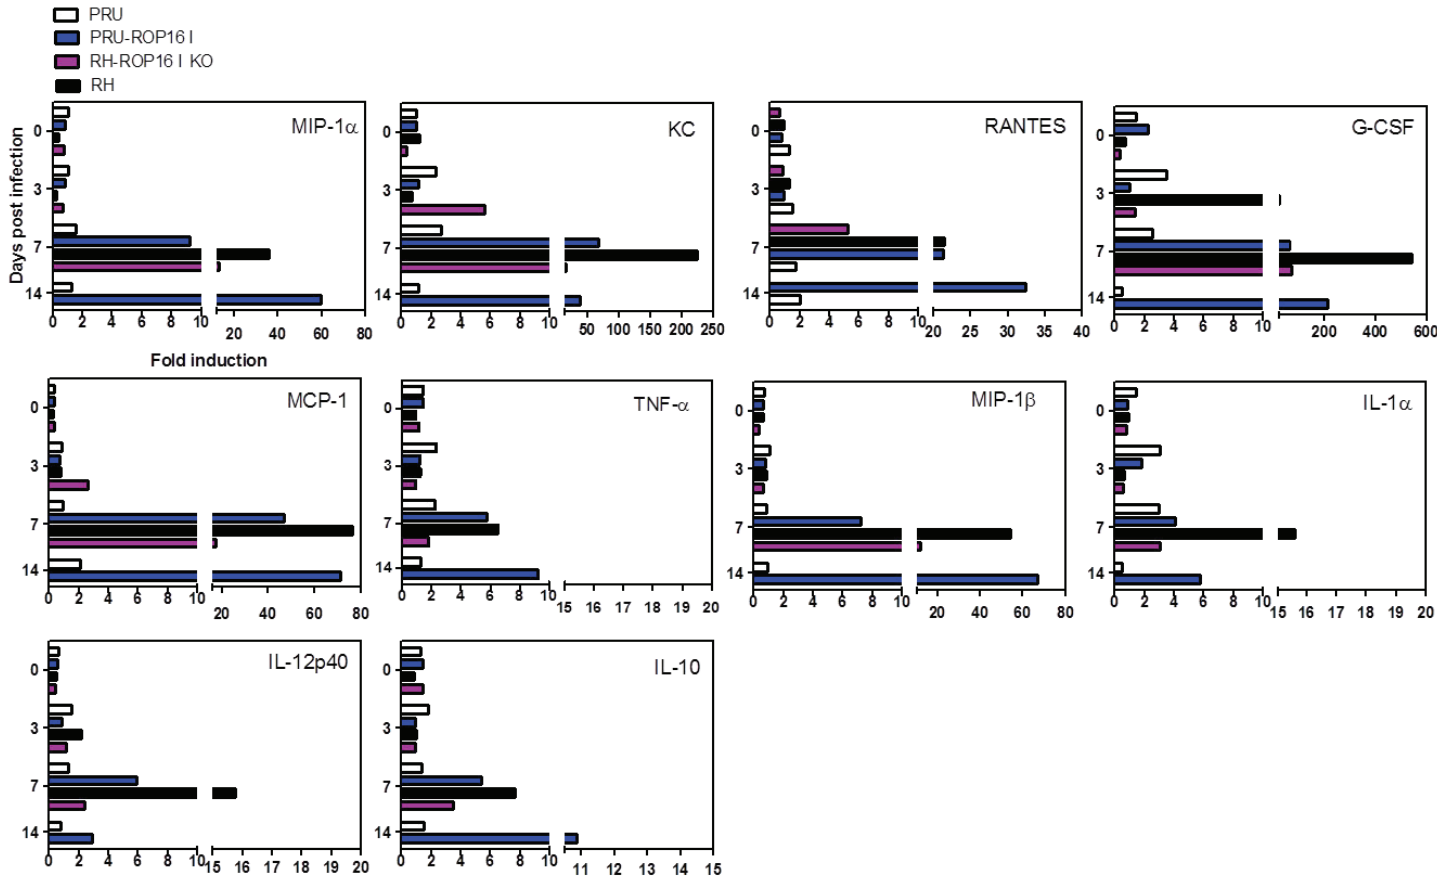 PRU
PRU-ROP16 I
RH-ROP16 I KO
RH
Days post infection
MIP-1α
0
3
7
14
0 2 4 6 8 10 20 40 60 80
Fold induction
KC
0
3
7
14
0 2 4 6 8 10 50 100 150 200 250
RANTES
0
3
7
14
0 2 4 6 8 10 20 25 30 35 40
G-CSF
0
3
7
14
0 2 4 6 8 10 200 400 600
MCP-1
0
3
7
14
0 2 4 6 8 10 20 40 60 80
TNF-α
0
3
7
14
0 2 4 6 8 10 15 16 17 18 19 20
MIP-1β
0
3
7
14
0 2 4 6 8 10 20 40 60 80
IL-1α
0
3
7
14
0 2 4 6 8 10 15 16 17 18 19 20
IL-12p40
0
3
7
14
0 2 4 6 8 10 15 16 17 18 19 20
IL-10
0
3
7
14
0 2 4 6 8 10 11 12 13 14 15